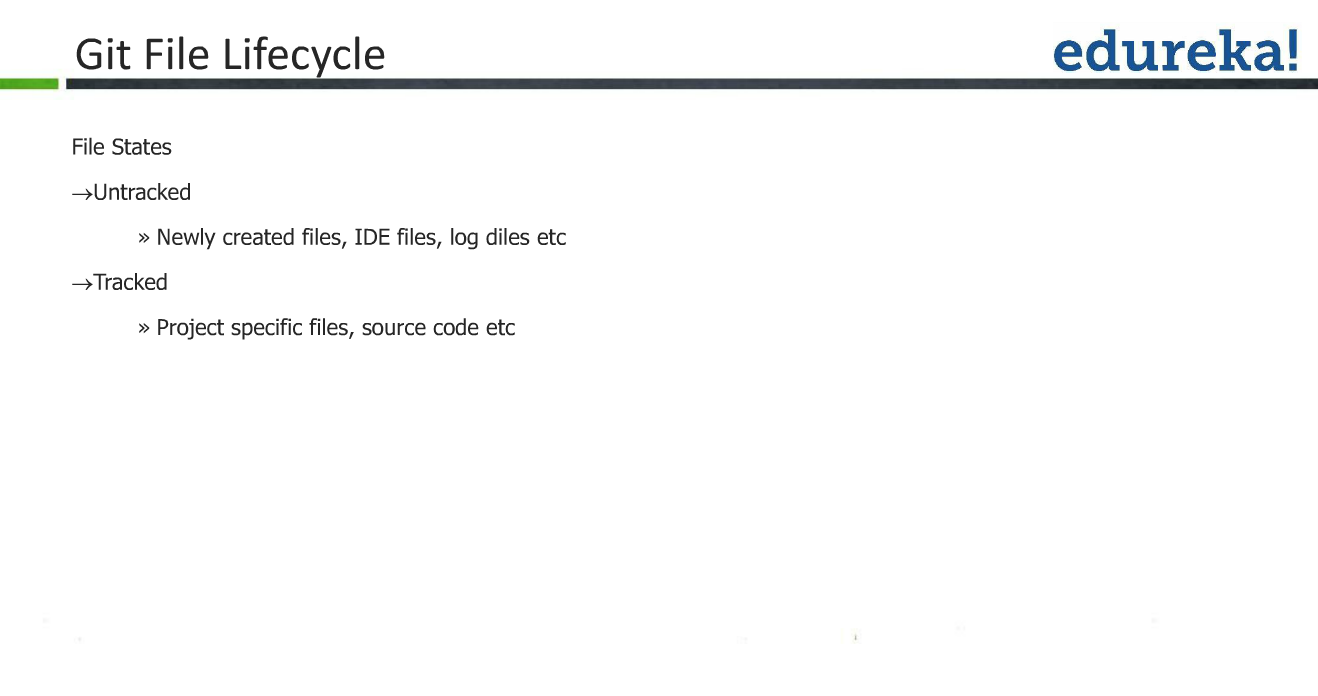 Git File Lifecycle
edureka!
File States
→Untracked
» Newly created files, IDE files, log diles etc
→Tracked
» Project specific files, source code etc